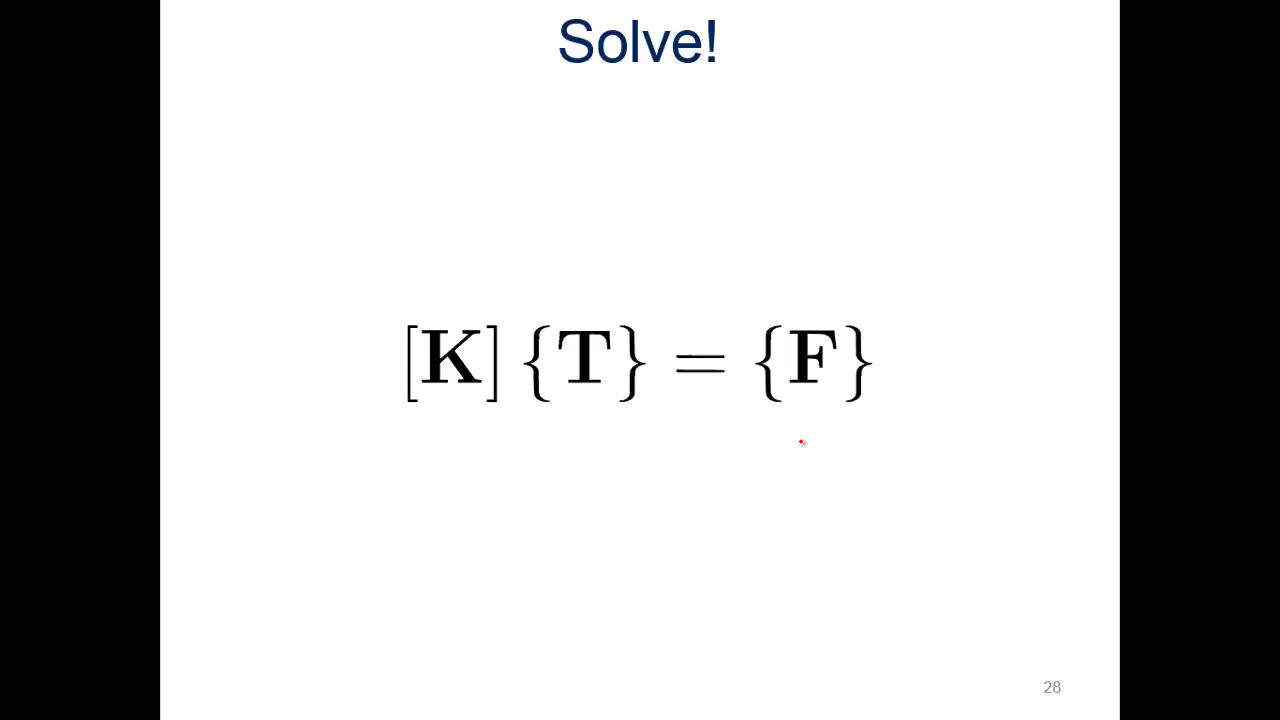 Solve!
[K] {T} = {F}
28